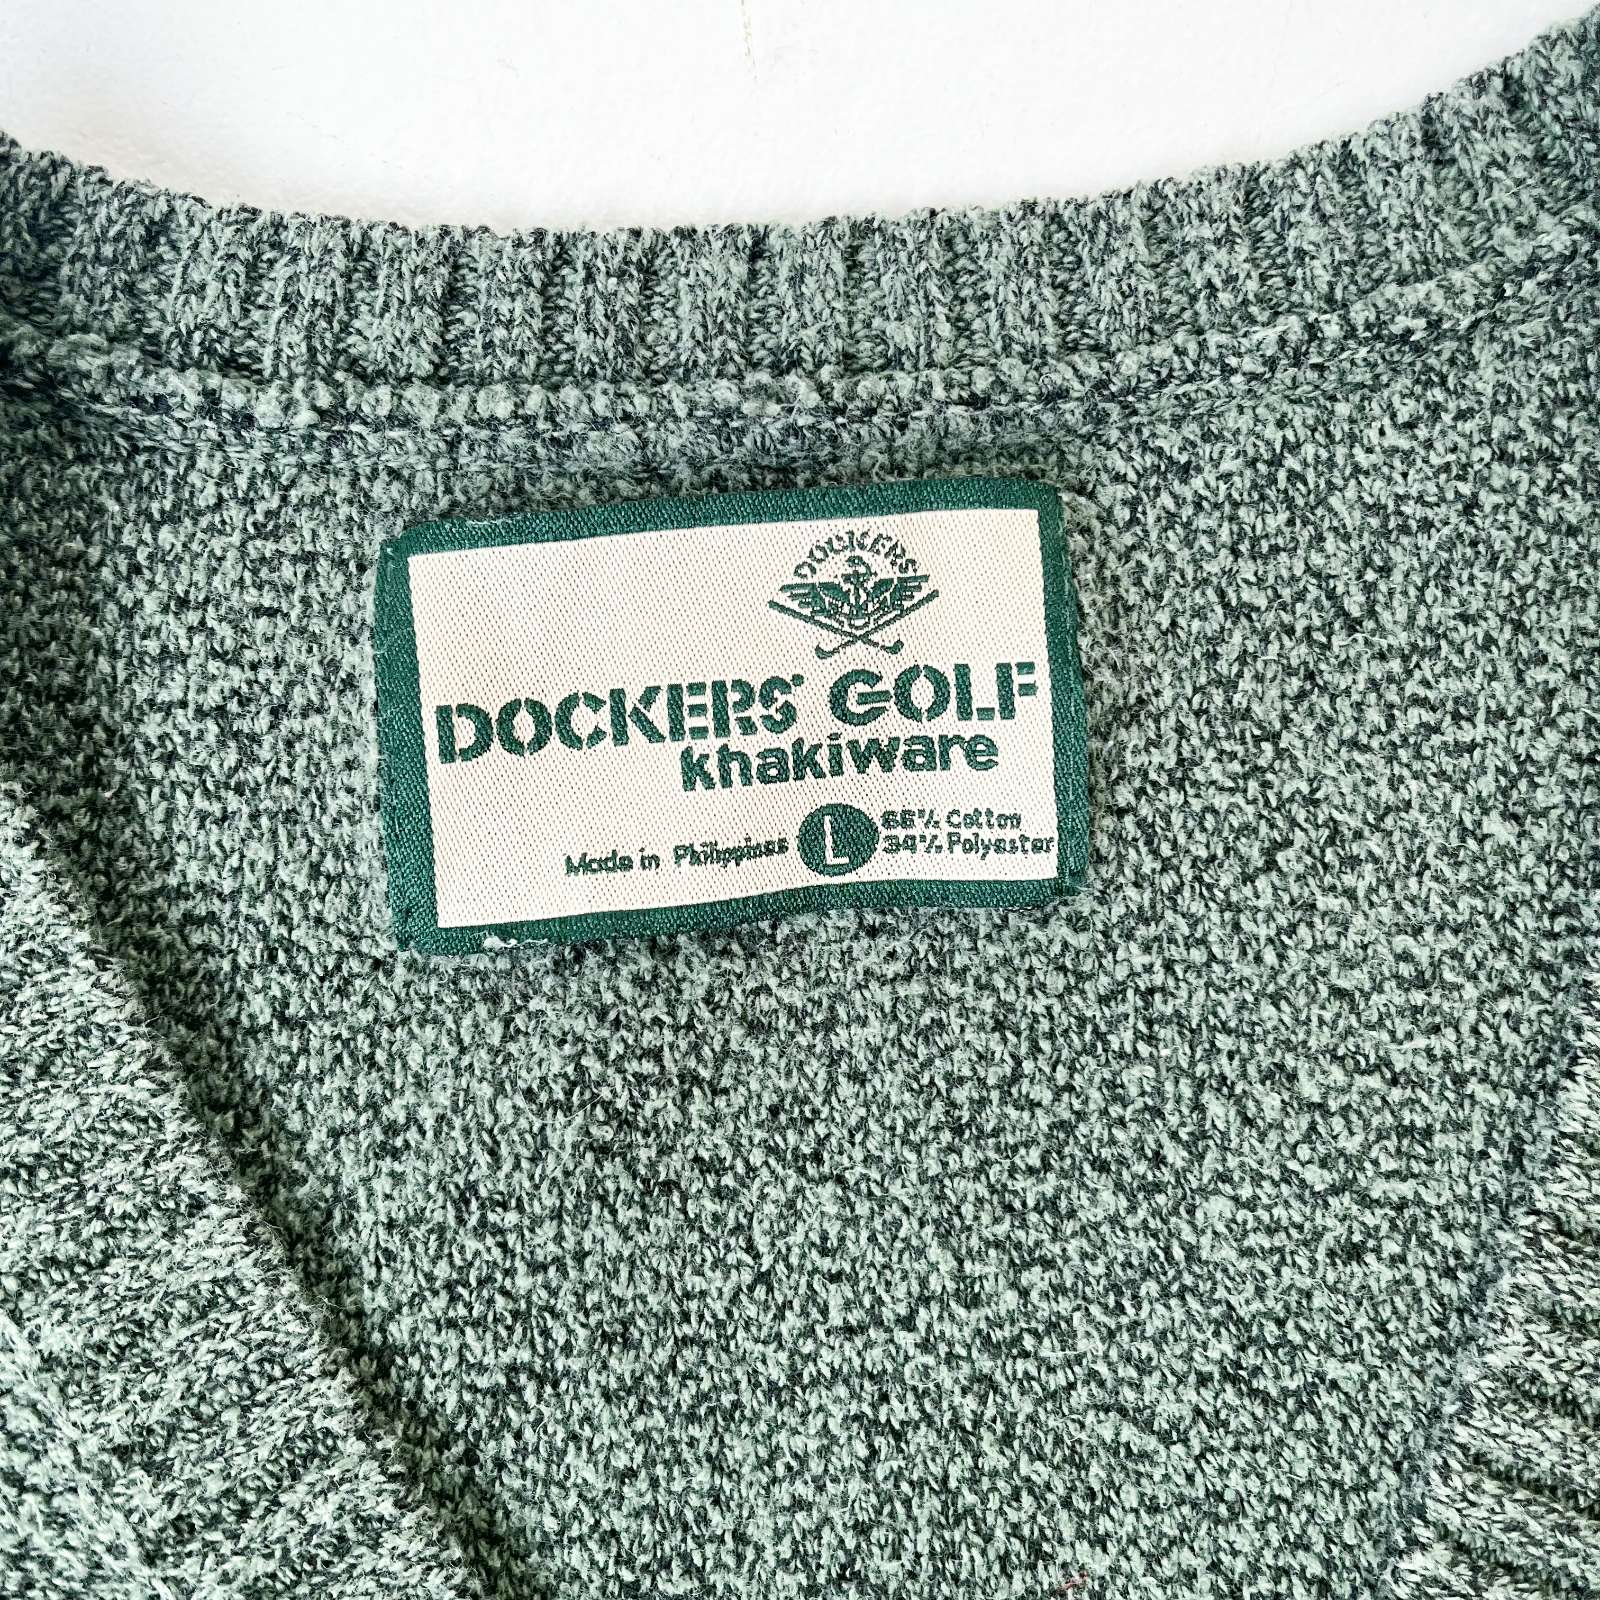 DOCKERS
DOCKERS GOLF
khakiware
Made in Philippines L 66% Cotton
34% Polyester